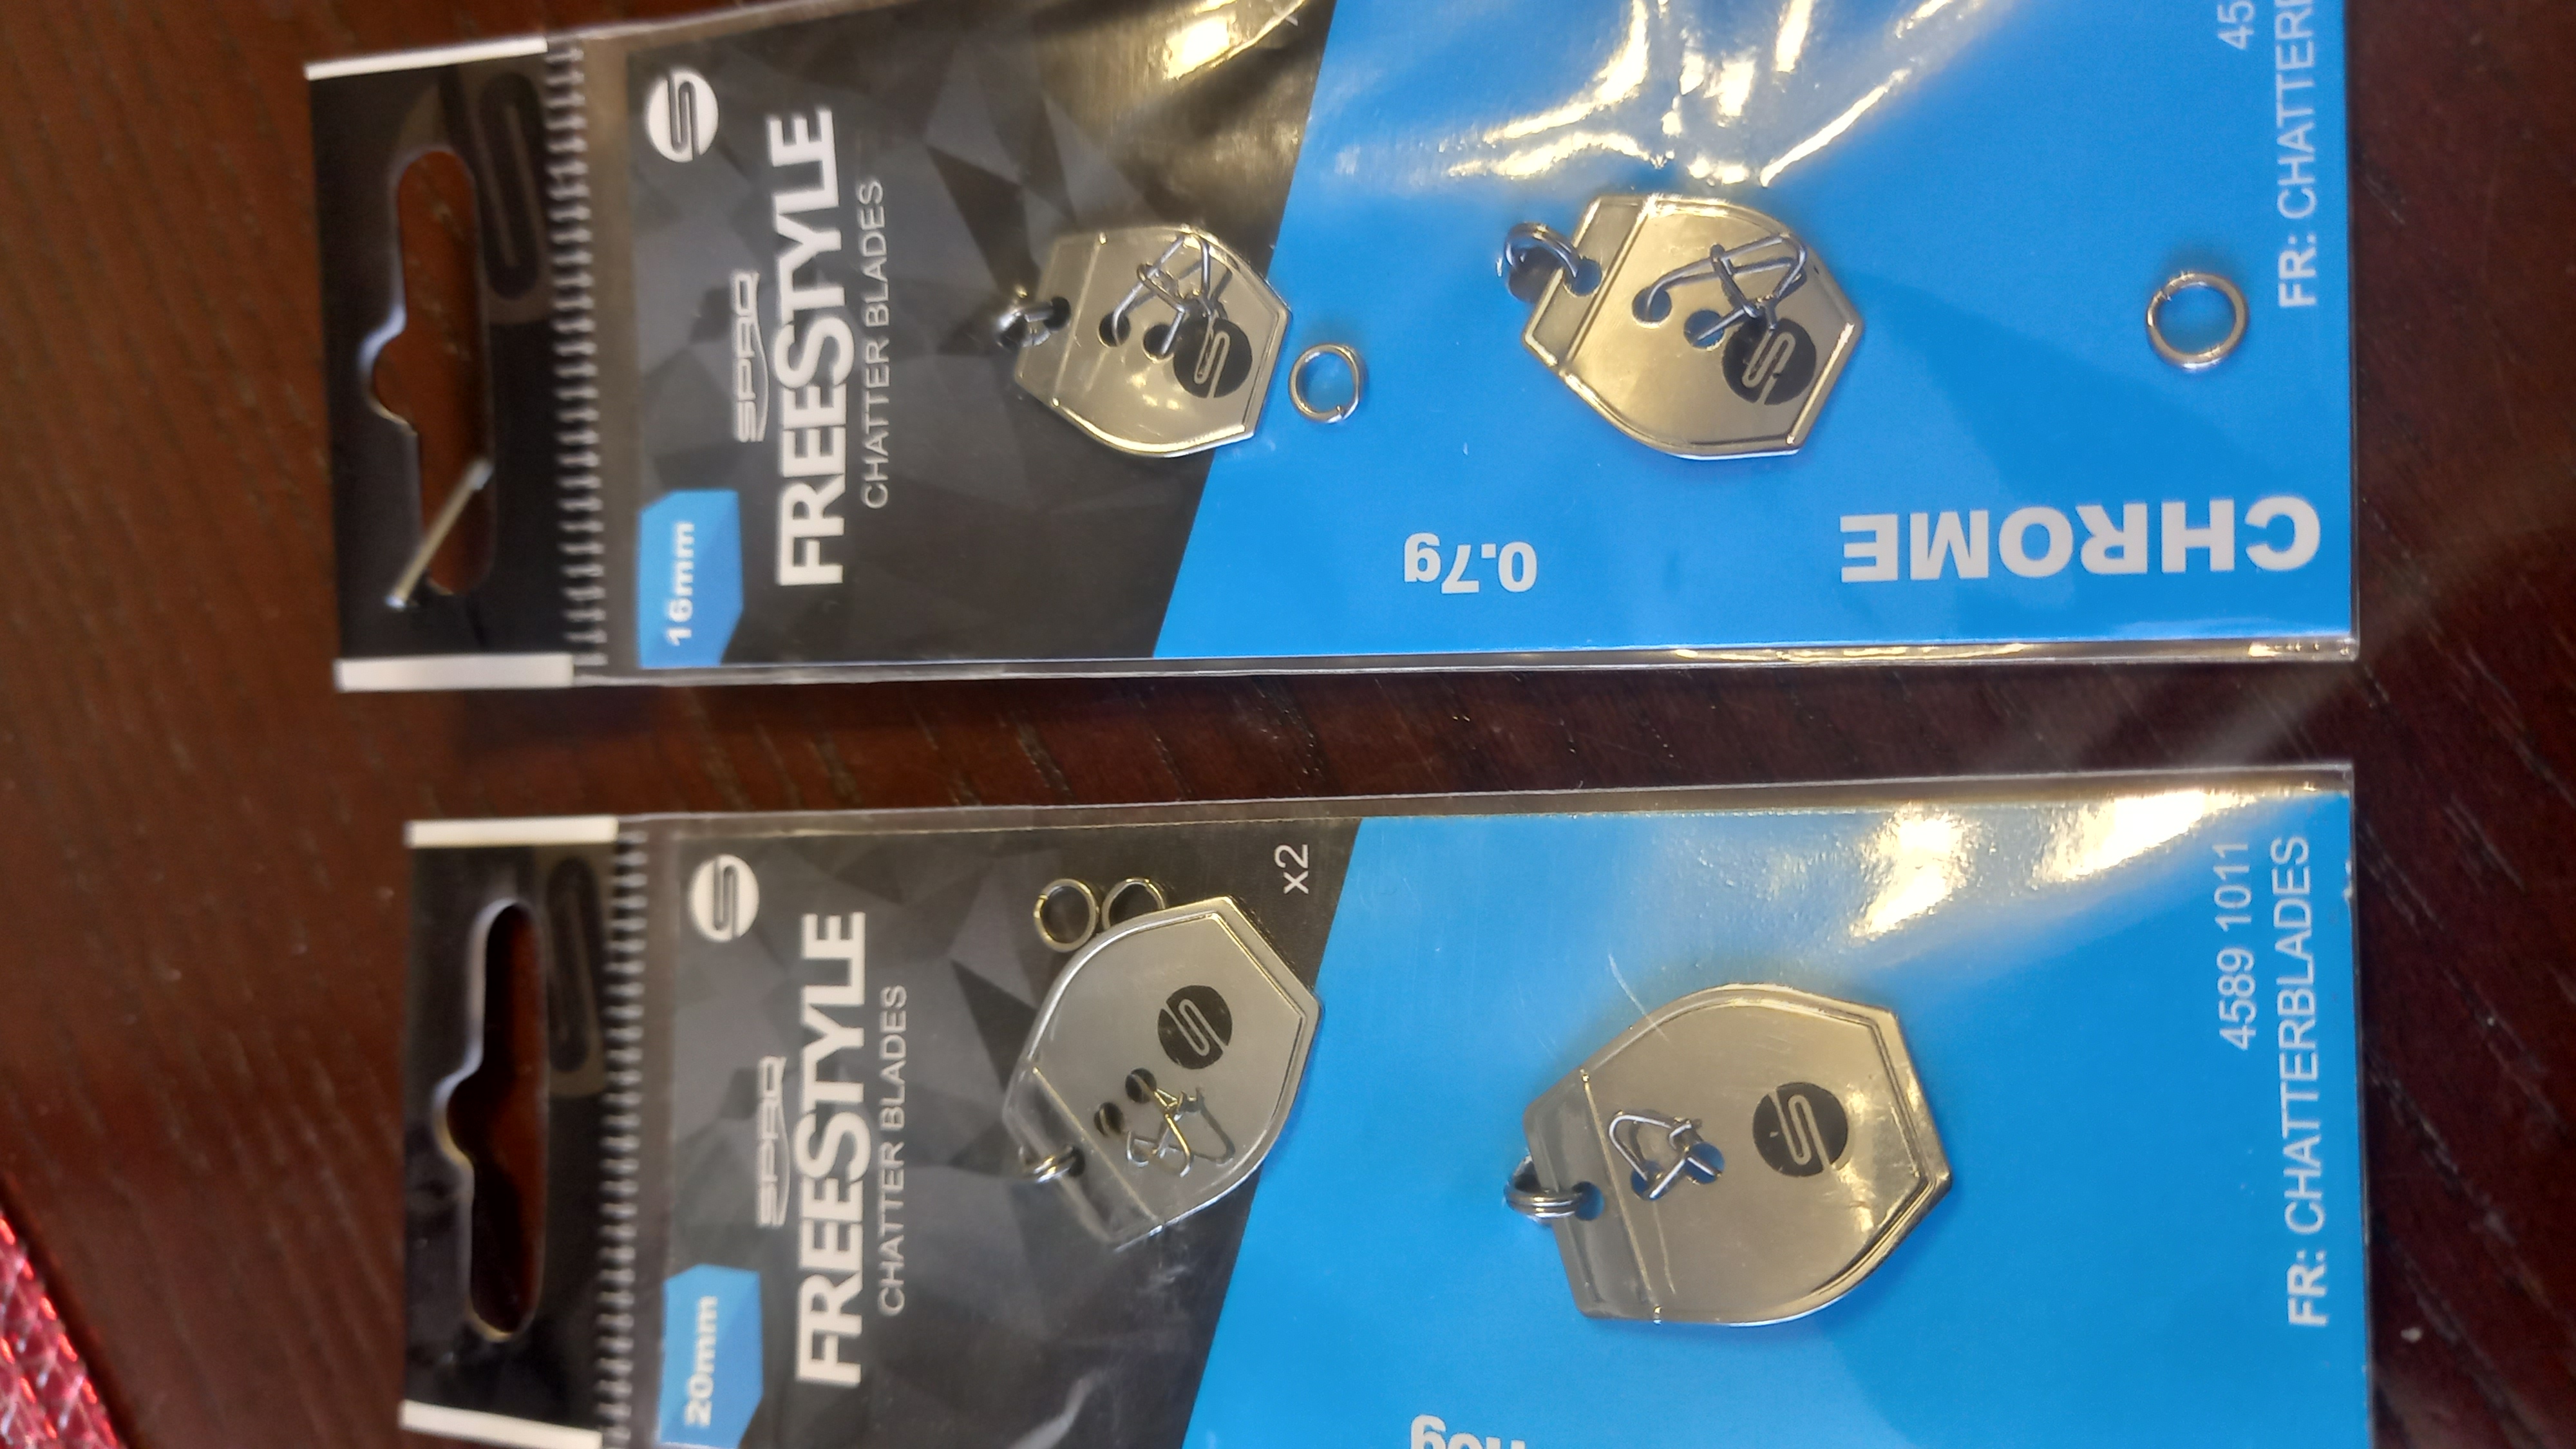 16mm
SPRO
FREESTYLE
CHATTER BLADES
0.7g
CHROME
45
FR: CHATTER
20mm
SPRO
FREESTYLE
CHATTER BLADES
x2
4589 1011
FR: CHATTERBLADES